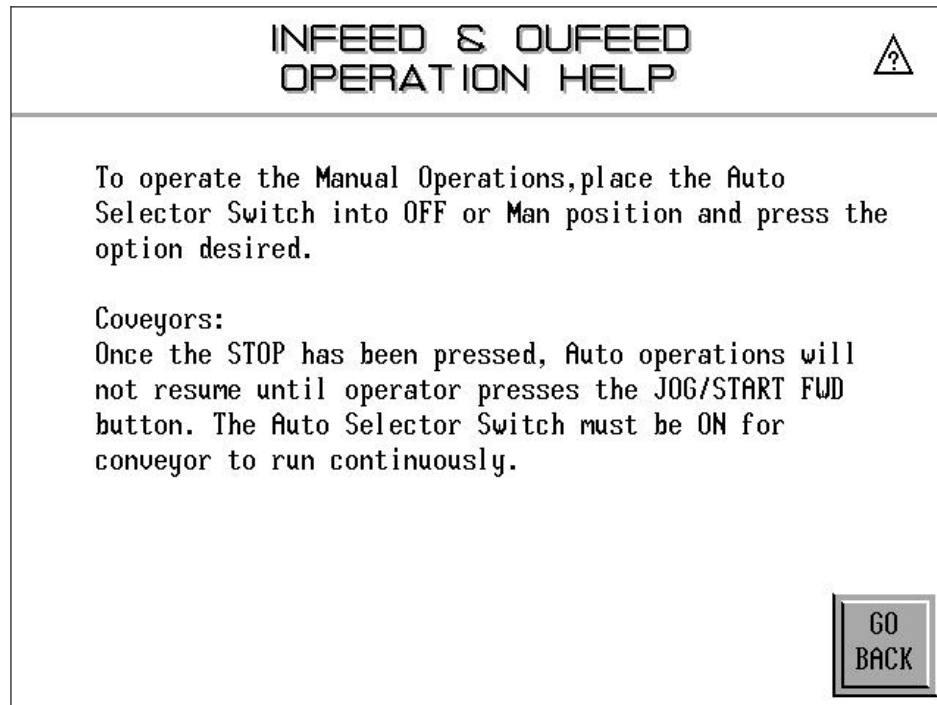 INFEED & OUFEED
OPERATION HELP
?
To operate the Manual Operations,place the Auto
Selector Switch into OFF or Man position and press the
option desired.
Coveyors:
Once the STOP has been pressed, Auto operations will
not resume until operator presses the JOG/START FWD
button. The Auto Selector Switch must be ON for
conveyor to run continuously.
GO
BACK